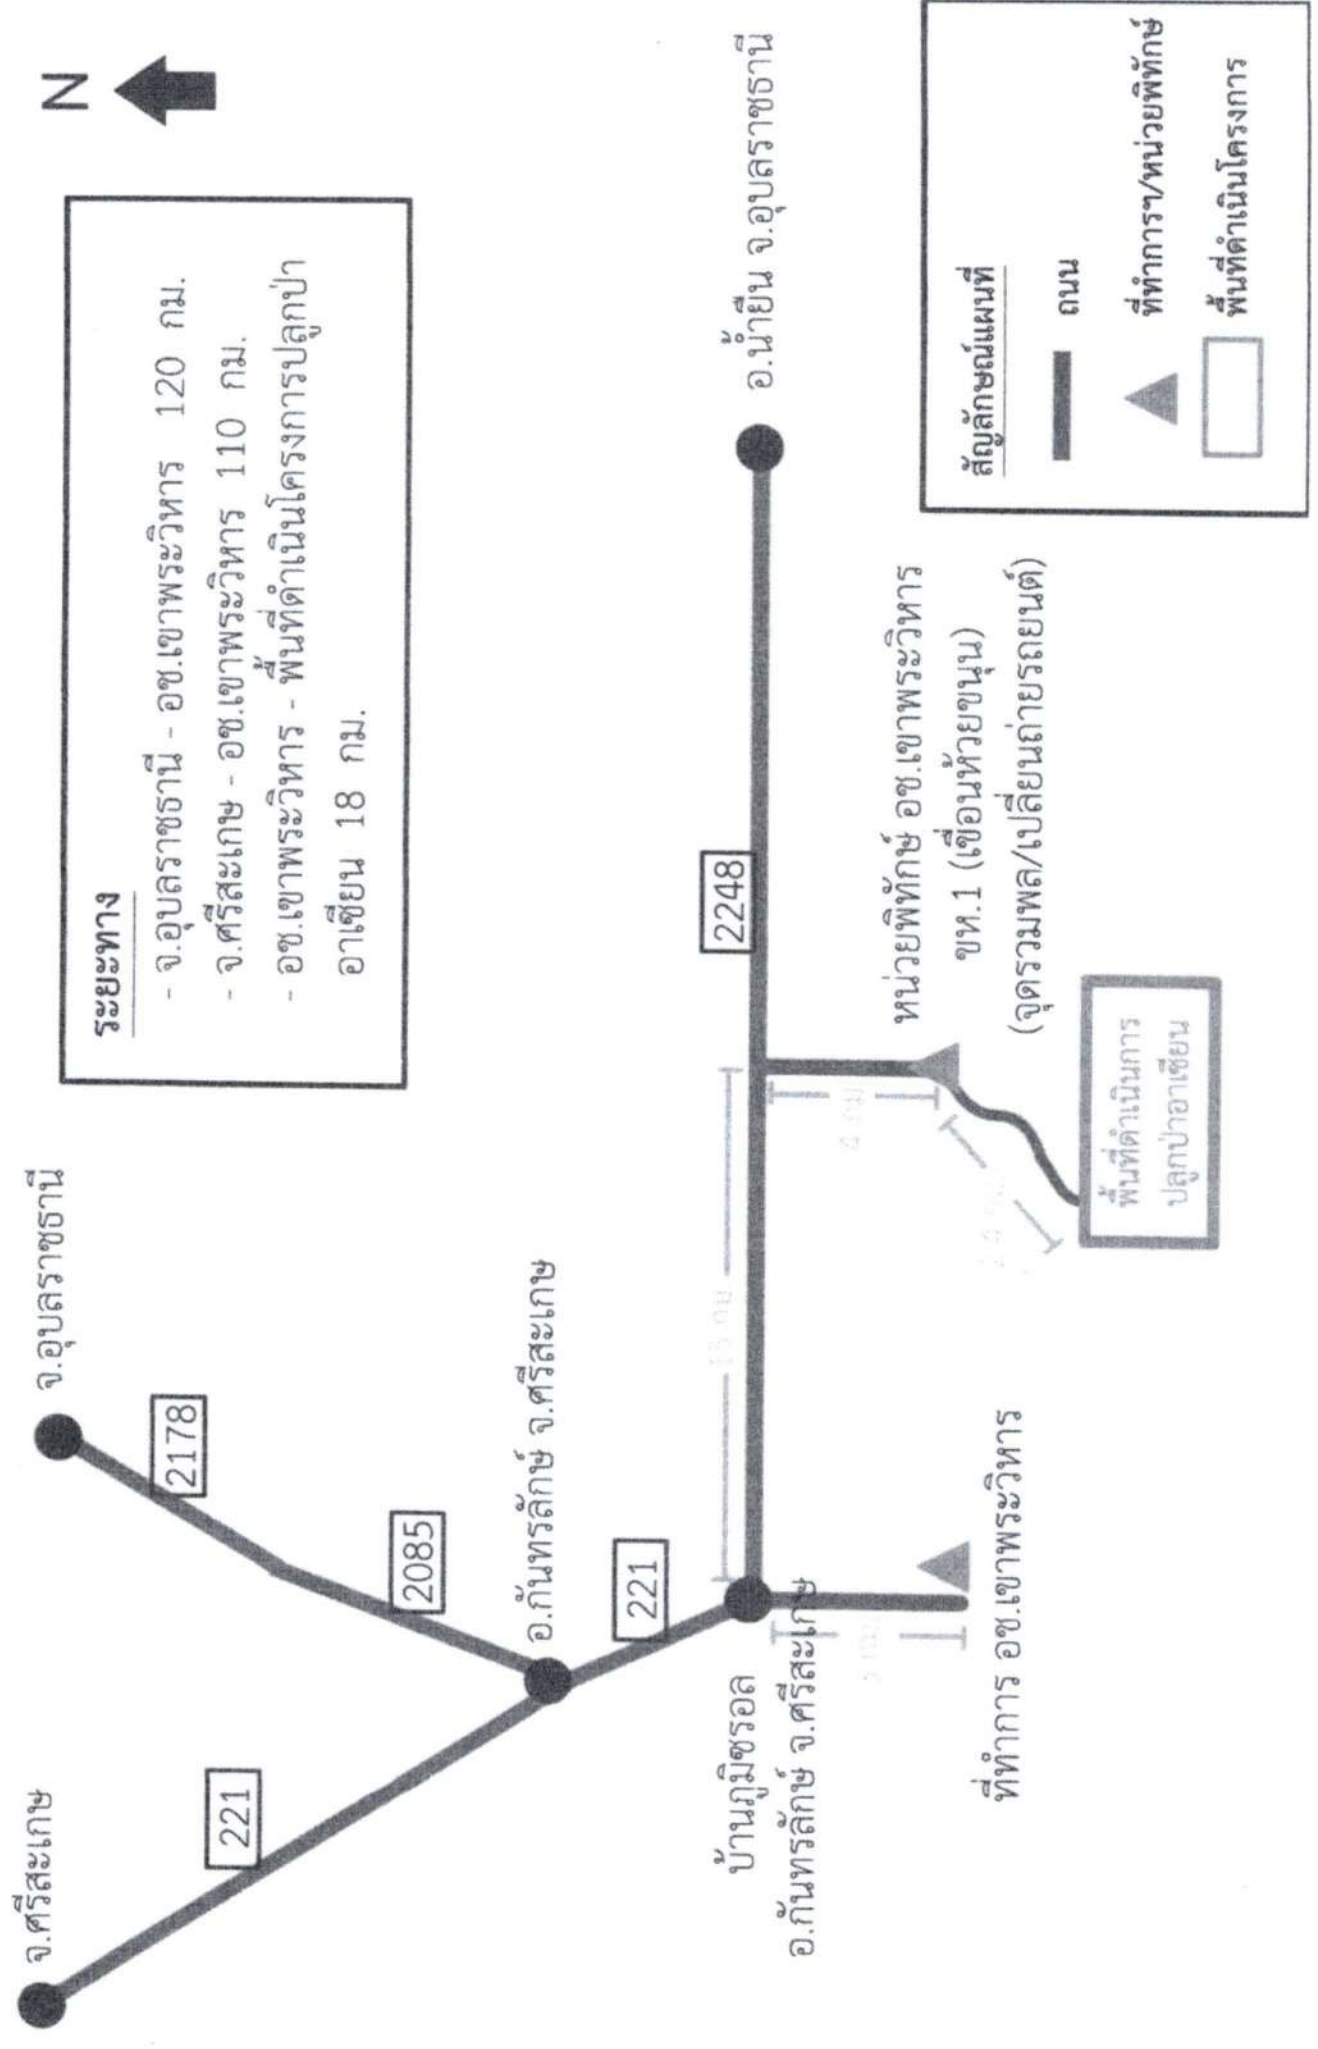 N
ระยะทาง
- จ.อุบลราชธานี - อช.เขาพระวิหาร 120 กม.
- จ.ศรีสะเกษ - อช.เขาพระวิหาร 110 กม.
- อช.เขาพระวิหาร - พื้นที่ดำเนินโครงการปลูกป่า
อาเซียน 18 กม.
จ.ศรีสะเกษ
จ.อุบลราชธานี
221
2178
2085
อ.กันทรลักษ์ จ.ศรีสะเกษ
221
บ้านภูมิซรอล
อ.กันทรลักษ์ จ.ศรีสะเกษ
15 กม
2248
อ.น้ำยืน จ.อุบลราชธานี
ที่ทำการ อช.เขาพระวิหาร
4 กม
หน่วยพิทักษ์ อช.เขาพระวิหาร
ขห.1 (เขื่อนห้วยขนุน)
(จุดรวมพล/เปลี่ยนถ่ายรถยนต์)
พื้นที่ดำเนินการ
ปลูกป่าอาเซียน
สัญลักษณ์แผนที่
ถนน
ที่ทำการฯ/หน่วยพิทักษ์
พื้นที่ดำเนินโครงการ